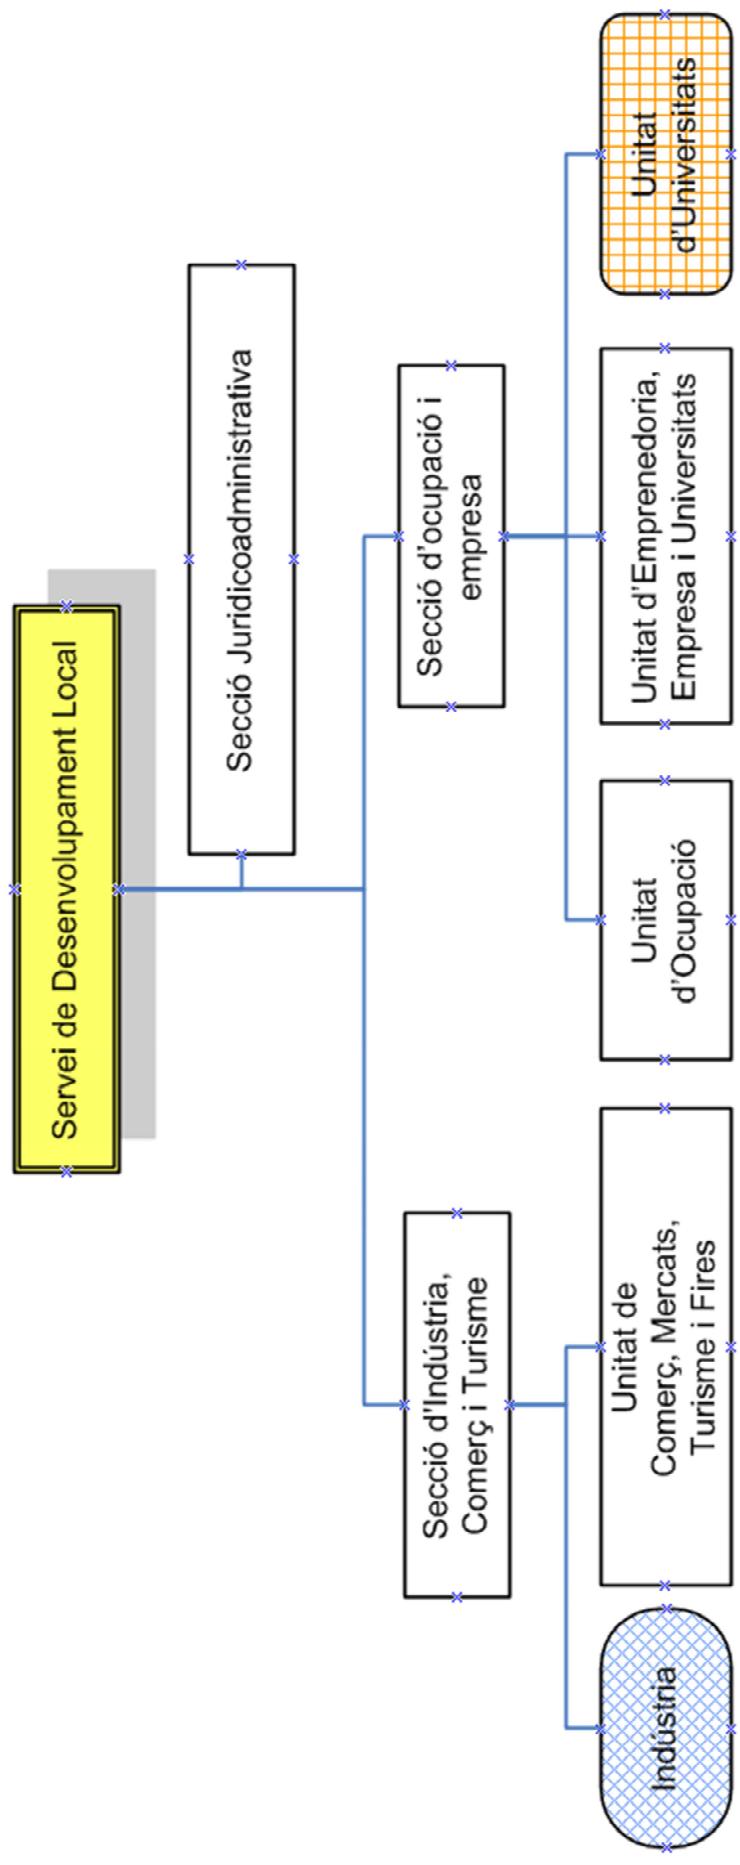 Servei de Desenvolupament Local
Secció Juridicoadministrativa
Secció d'Indústria,
Comerç i Turisme
Secció d'ocupació i
empresa
Indústria
Unitat de
Comerç, Mercats,
Turisme i Fires
Unitat
d'Ocupació
Unitat d'Emprenedoria,
Empresa i Universitats
Unitat
d'Universitats